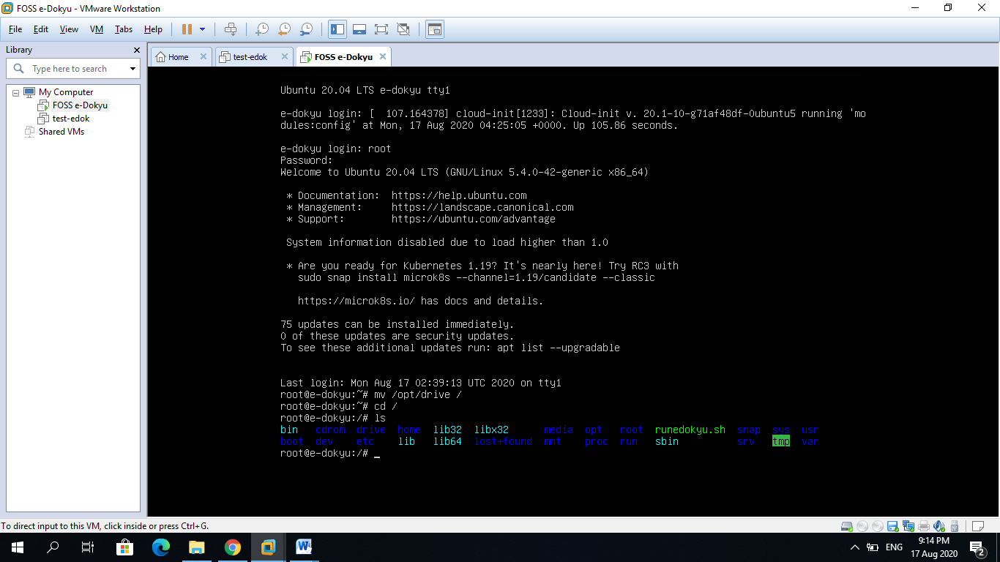 FOSS e-Dokyu - VMware Workstation
File Edit View VM Tabs Help
Library
Type here to search
My Computer
FOSS e-Dokyu
test-edok
Shared VMs
Home test-edok FOSS e-Dokyu
Ubuntu 20.04 LTS e-dokyu tty1
e-dokyu login: [  107.164378] cloud-init[1233]: Cloud-init v. 20.1-10-g71af48df-0ubuntu5 running 'mo
dules:config' at Mon, 17 Aug 2020 04:25:05 +0000. Up 105.86 seconds.
e-dokyu login: root
Password:
Welcome to Ubuntu 20.04 LTS (GNU/Linux 5.4.0-42-generic x86_64)
* Documentation:  https://help.ubuntu.com
* Management:     https://landscape.canonical.com
* Support:        https://ubuntu.com/advantage
System information disabled due to load higher than 1.0
* Are you ready for Kubernetes 1.19? It's nearly here! Try RC3 with
sudo snap install microk8s --channel=1.19/candidate --classic
https://microk8s.io/ has docs and details.
75 updates can be installed immediately.
0 of these updates are security updates.
To see these additional updates run: apt list --upgradable
Last login: Mon Aug 17 02:39:13 UTC 2020 on tty1
root@e-dokyu:~# mv /opt/drive /
root@e-dokyu:~# cd /
root@e-dokyu:/# ls
bin cdrom drive home lib32 libx32 media opt root runedokyu.sh snap sys usr
boot dev etc lib lib64 lost+found mnt proc run sbin srv tmp var
root@e-dokyu:/# _
To direct input to this VM, click inside or press Ctrl+G.
ENG
9:14 PM
17 Aug 2020
2